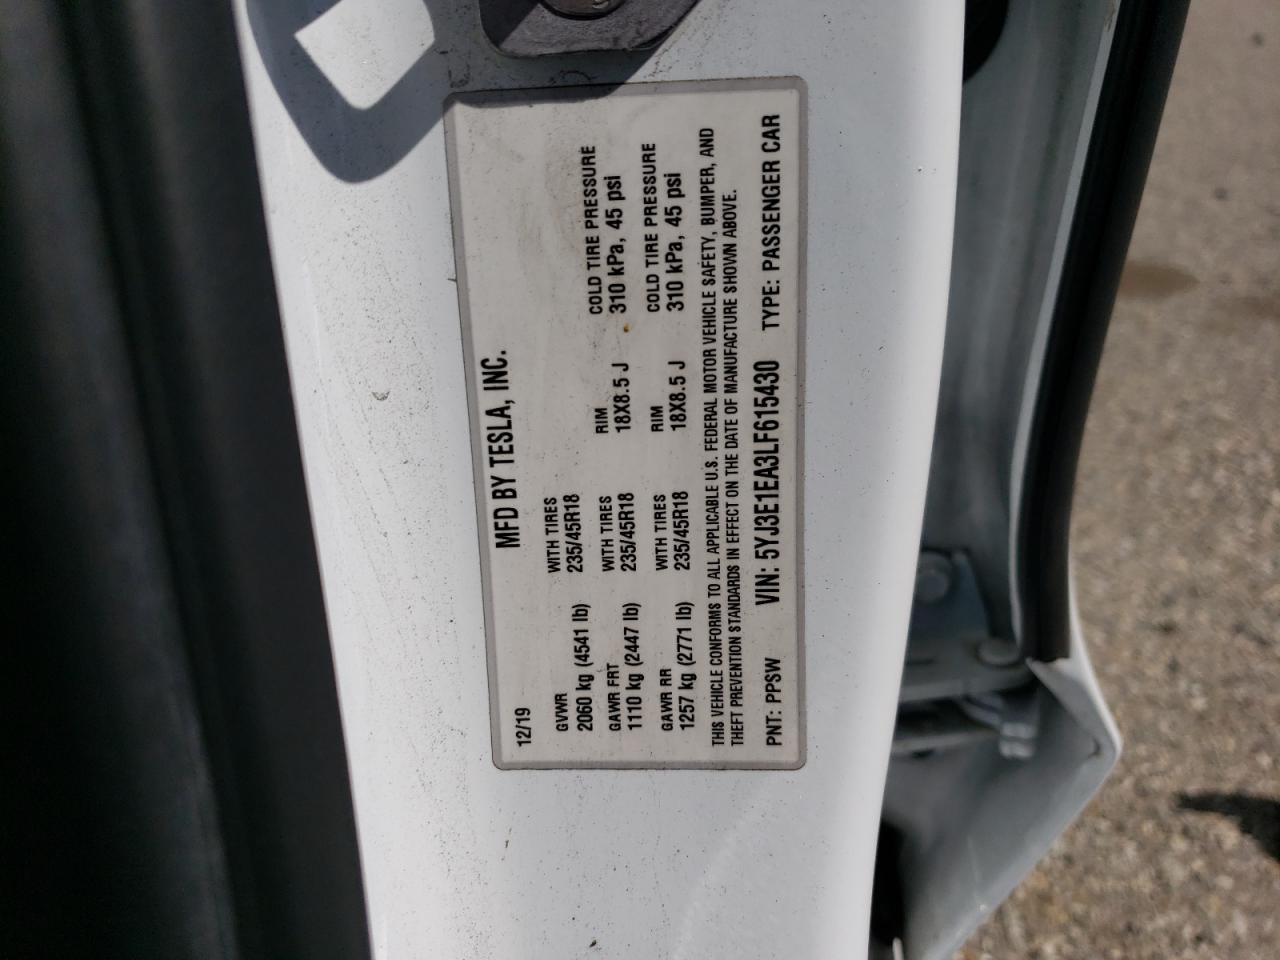 MFD BY TESLA, INC.
12/19
GVWR WITH TIRES
2060 kg (4541 lb) 235/45R18
GAWR FRT WITH TIRES RIM COLD TIRE PRESSURE
1110 kg (2447 lb) 235/45R18 18X8.5 J 310 kPa, 45 psi
GAWR RR WITH TIRES RIM COLD TIRE PRESSURE
1257 kg (2771 lb) 235/45R18 18X8.5 J 310 kPa, 45 psi
THIS VEHICLE CONFORMS TO ALL APPLICABLE U.S. FEDERAL MOTOR VEHICLE SAFETY, BUMPER, AND
THEFT PREVENTION STANDARDS IN EFFECT ON THE DATE OF MANUFACTURE SHOWN ABOVE.
PNT: PPSW VIN: 5YJ3E1EA3LF615430 TYPE: PASSENGER CAR